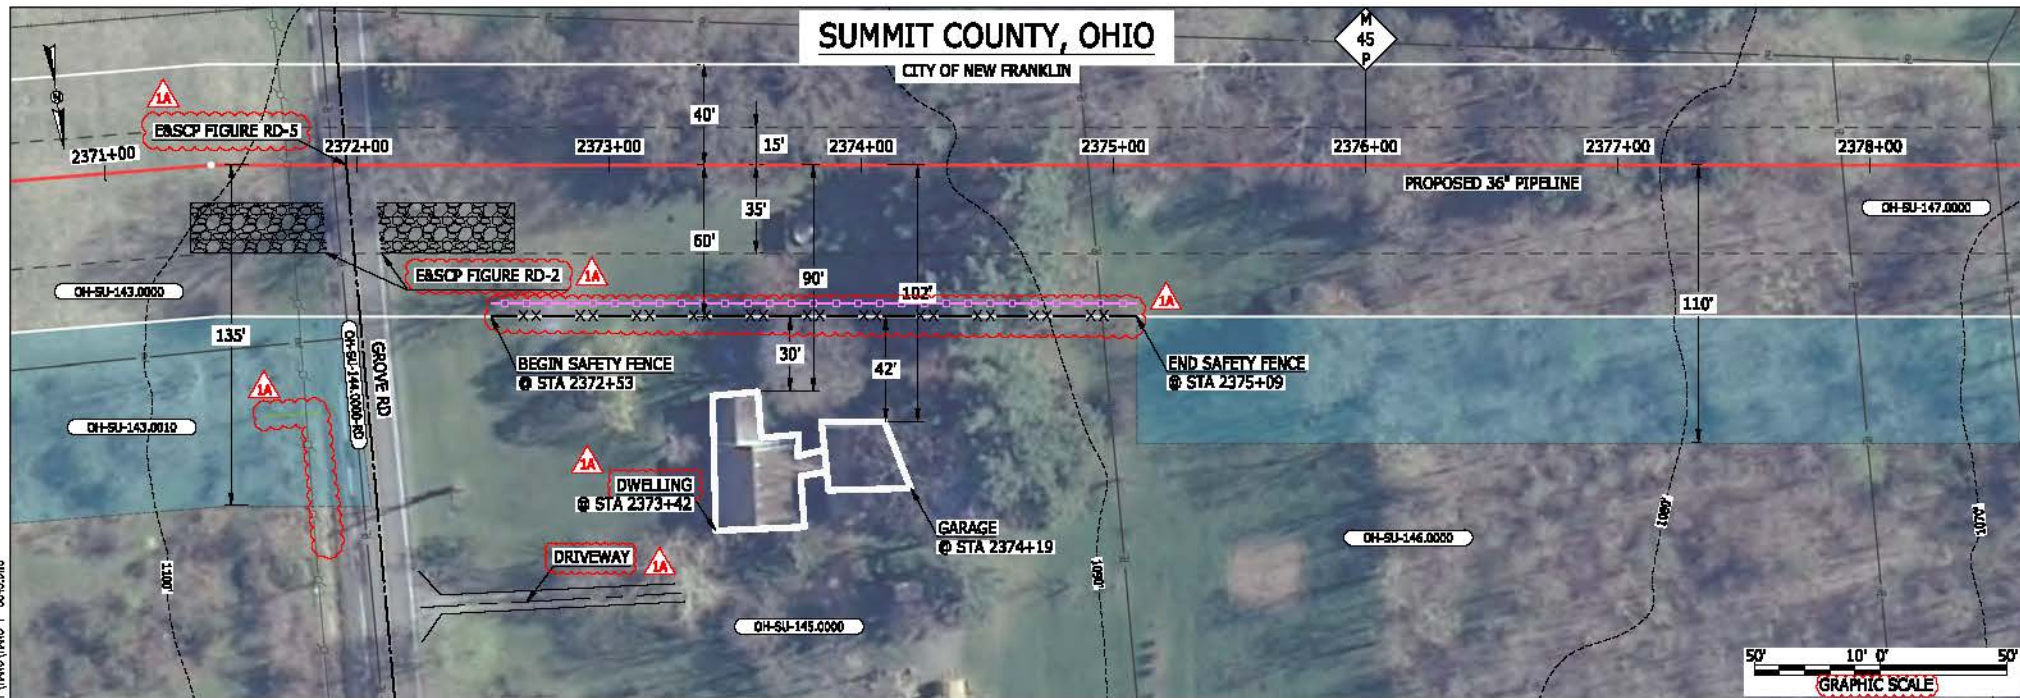 SUMMIT COUNTY, OHIO
CITY OF NEW FRANKLIN
M
45
P
N
1A
E&SCP FIGURE RD-5
2371+00
2372+00
2373+00
2374+00
2375+00
2376+00
2377+00
2378+00
40'
15'
PROPOSED 36" PIPELINE
35'
60'
90'
102'
110'
135'
OH-SU-147.0000
E&SCP FIGURE RD-2
1A
1A
OH-SU-143.0000
OH-SU-144.0000-RD
GROVE RD
BEGIN SAFETY FENCE
@ STA 2372+53
30'
42'
END SAFETY FENCE
@ STA 2375+09
1A
OH-SU-143.0010
1A
DWELLING
@ STA 2373+42
GARAGE
@ STA 2374+19
OH-SU-146.0000
DRIVEWAY
1A
OH-SU-145.0000
1100'
1090'
1080'
1070'
50'
10'
0'
50'
GRAPHIC SCALE